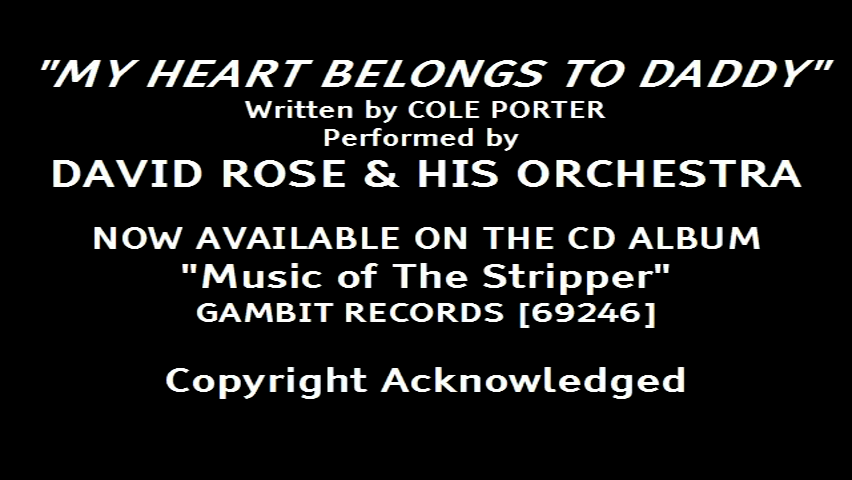 "MY HEART BELONGS TO DADDY"
Written by COLE PORTER
Performed by
DAVID ROSE & HIS ORCHESTRA
NOW AVAILABLE ON THE CD ALBUM
"Music of The Stripper"
GAMBIT RECORDS [69246]
Copyright Acknowledged